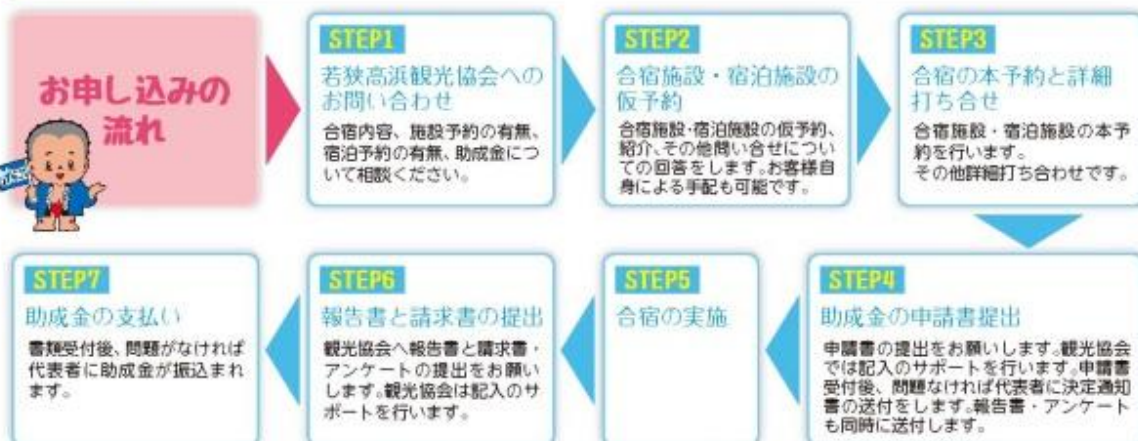 お申し込みの
流れ
STEP1
若狭高浜観光協会への
お問い合わせ
合宿内容、施設予約の有無、
宿泊予約の有無、助成金につ
いて相談ください。
STEP2
合宿施設・宿泊施設の
仮予約
合宿施設・宿泊施設の仮予約、
紹介、その他問い合せについ
ての回答をします。お客様自
身による手配も可能です。
STEP3
合宿の本予約と詳細
打ち合せ
合宿施設・宿泊施設の本予
約を行います。
その他詳細打ち合わせです。
STEP4
助成金の申請書提出
申請書の提出をお願いします。観光協会
では記入のサポートを行います。申請書
受付後、問題なければ代表者に決定通知
書の送付をします。報告書・アンケート
も同時に送付します。
STEP5
合宿の実施
STEP6
報告書と請求書の提出
観光協会へ報告書と請求書・
アンケートの提出をお願い
します。観光協会は記入のサ
ポートを行います。
STEP7
助成金の支払い
書類受付後、問題がなければ
代表者に助成金が振込まれ
ます。